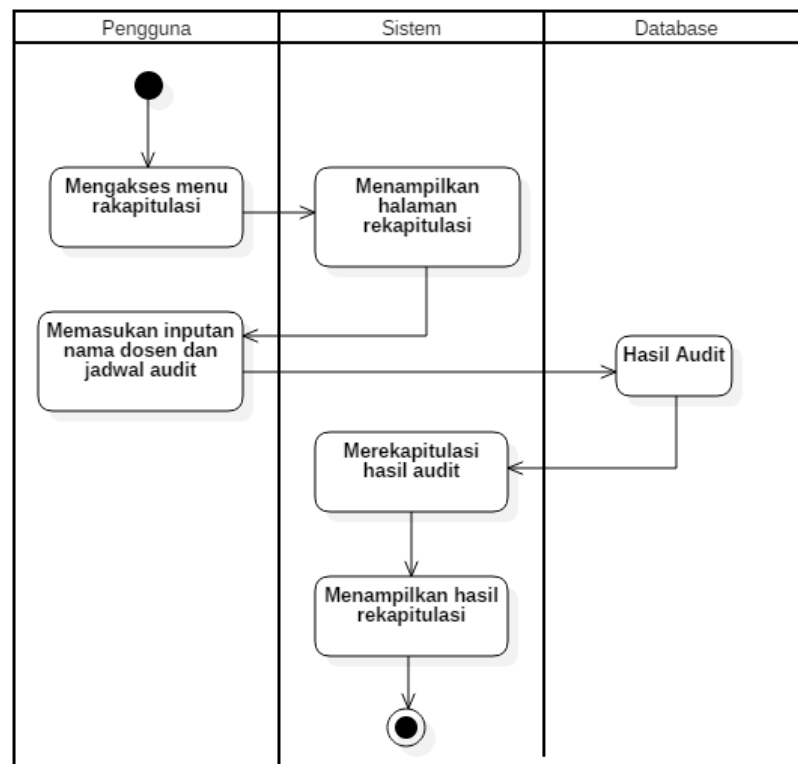 Pengguna
Sistem
Database
Mengakses menu
rakapitulasi
Menampilkan
halaman
rekapitulasi
Memasukan inputan
nama dosen dan
jadwal audit
Hasil Audit
Merekapitulasi
hasil audit
Menampilkan hasil
rekapitulasi